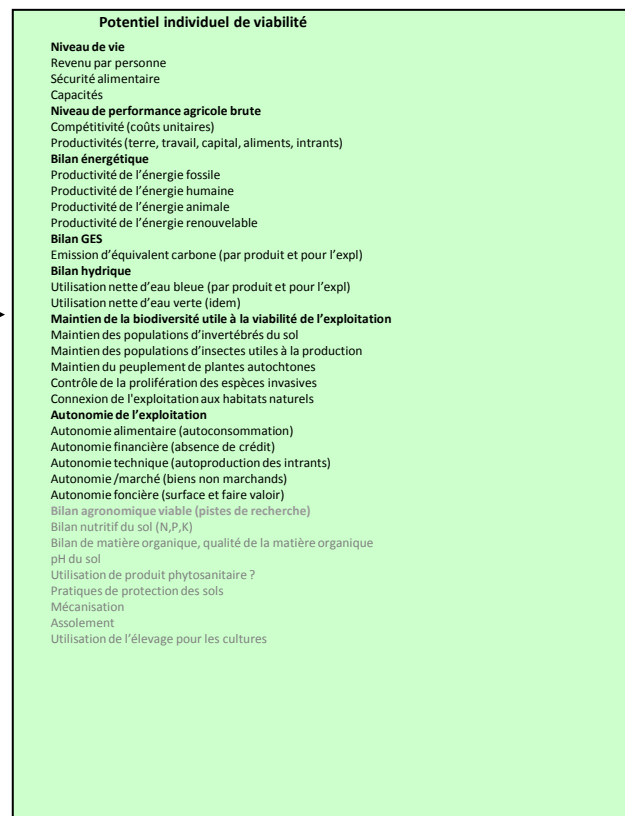 Potentiel individuel de viabilité
Niveau de vie
Revenu par personne
Sécurité alimentaire
Capacités
Niveau de performance agricole brute
Compétitivité (coûts unitaires)
Productivités (terre, travail, capital, aliments, intrants)
Bilan énergétique
Productivité de l'énergie fossile
Productivité de l'énergie humaine
Productivité de l'énergie animale
Productivité de l'énergie renouvelable
Bilan GES
Emission d'équivalent carbone (par produit et pour l'expl)
Bilan hydrique
Utilisation nette d'eau bleue (par produit et pour l'expl)
Utilisation nette d'eau verte (idem)
Maintien de la biodiversité utile à la viabilité de l'exploitation
Maintien des populations d'invertébrés du sol
Maintien des populations d'insectes utiles à la production
Maintien du peuplement de plantes autochtones
Contrôle de la prolifération des espèces invasives
Connexion de l'exploitation aux habitats naturels
Autonomie de l'exploitation
Autonomie alimentaire (autoconsommation)
Autonomie financière (absence de crédit)
Autonomie technique (autoproduction des intrants)
Autonomie /marché (biens non marchands)
Autonomie foncière (surface et faire valoir)
Bilan agronomique viable (pistes de recherche)
Bilan nutritif du sol (N,P,K)
Bilan de matière organique, qualité de la matière organique
pH du sol
Utilisation de produit phytosanitaire ?
Pratiques de protection des sols
Mécanisation
Assolement
Utilisation de l'élevage pour les cultures